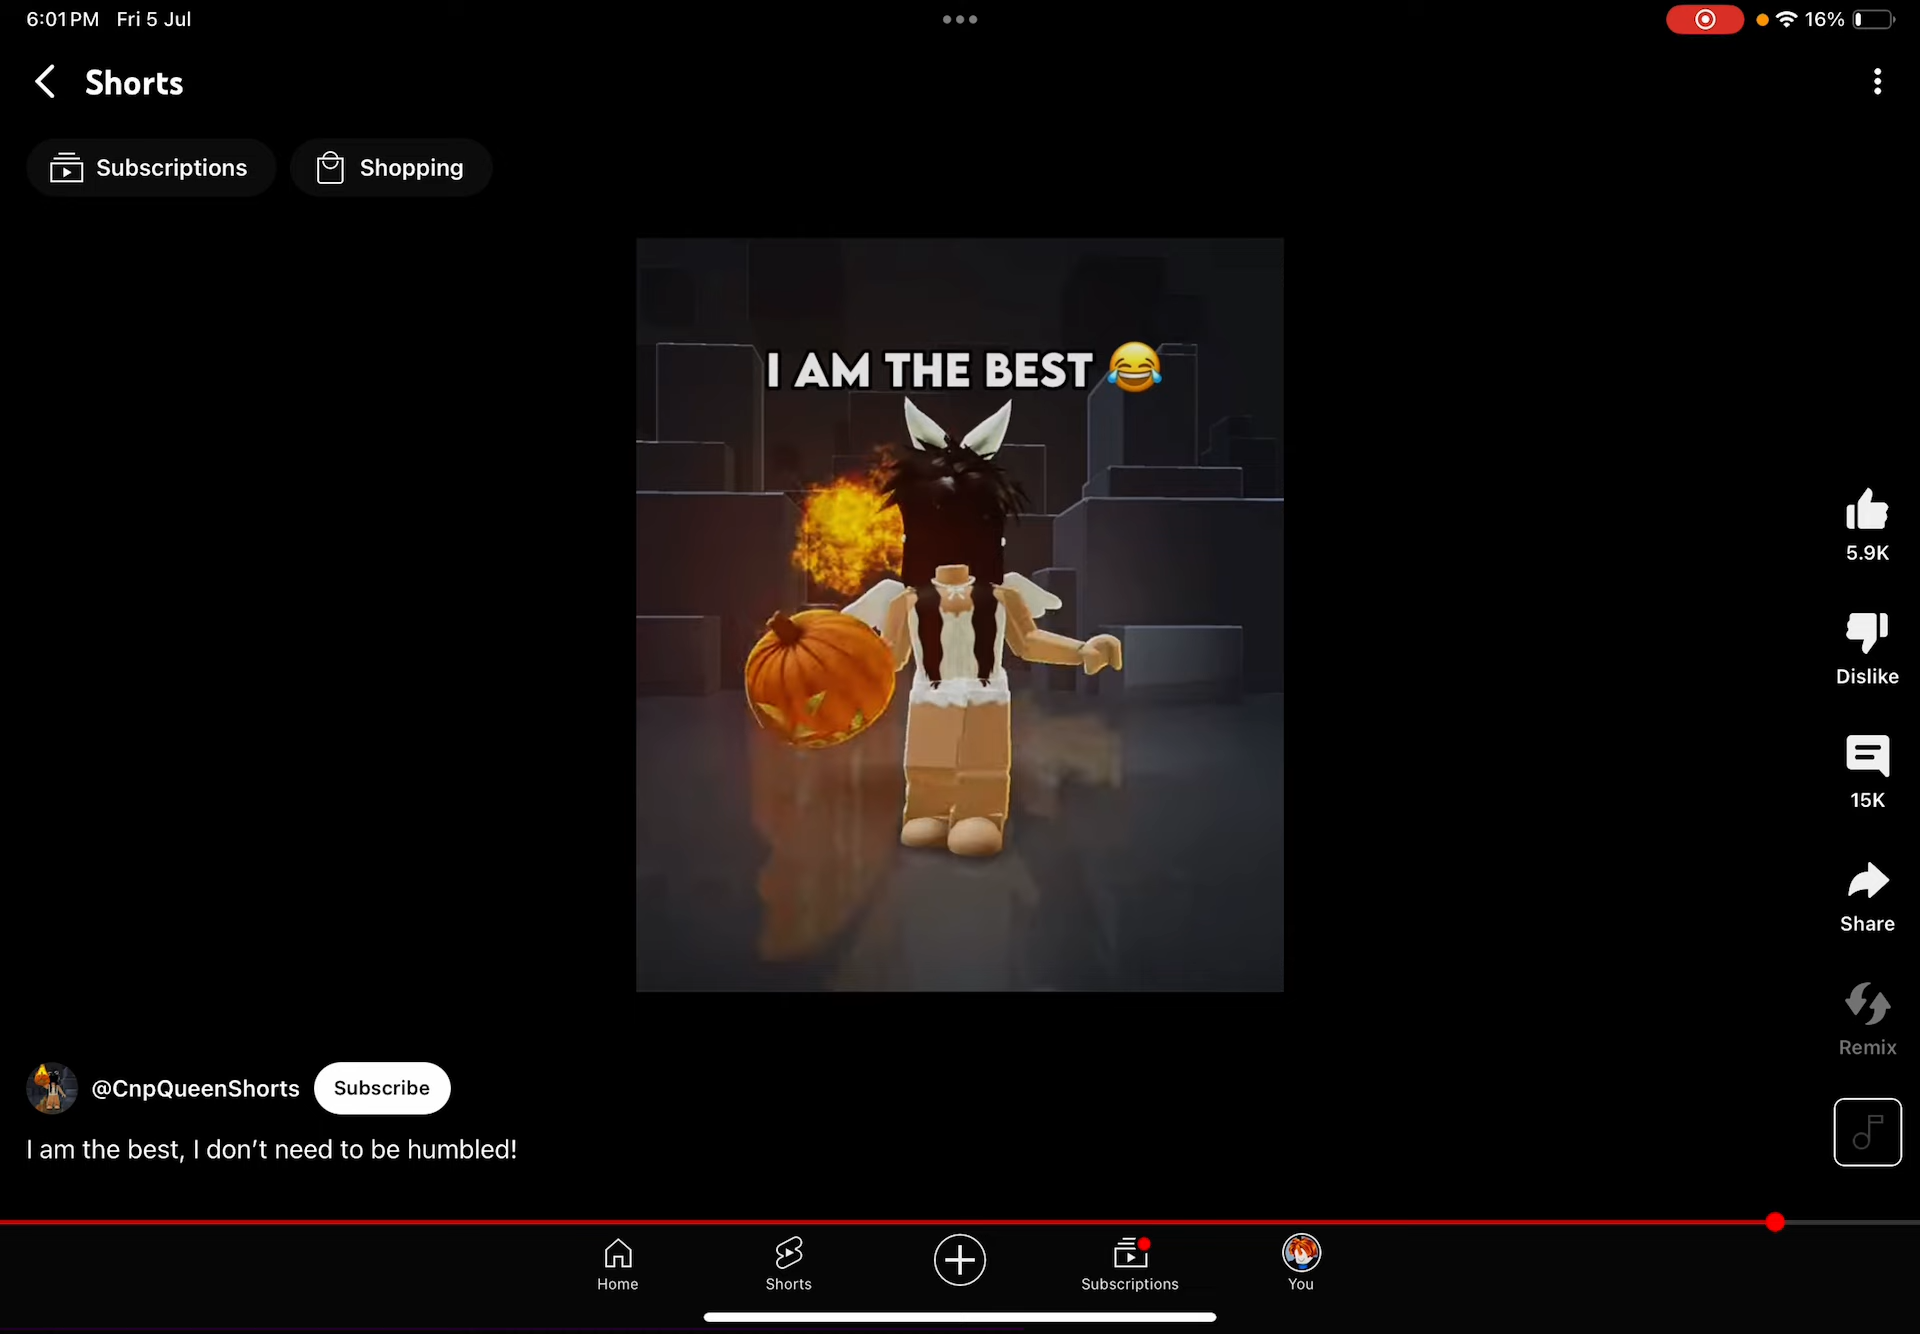 6:01 PM Fri 5 Jul
16%
Shorts
Subscriptions
Shopping
I AM THE BEST 😂
5.9K
Dislike
15K
Share
Remix
@CnpQueenShorts
Subscribe
I am the best, I don’t need to be humbled!
Home
Shorts
Subscriptions
You